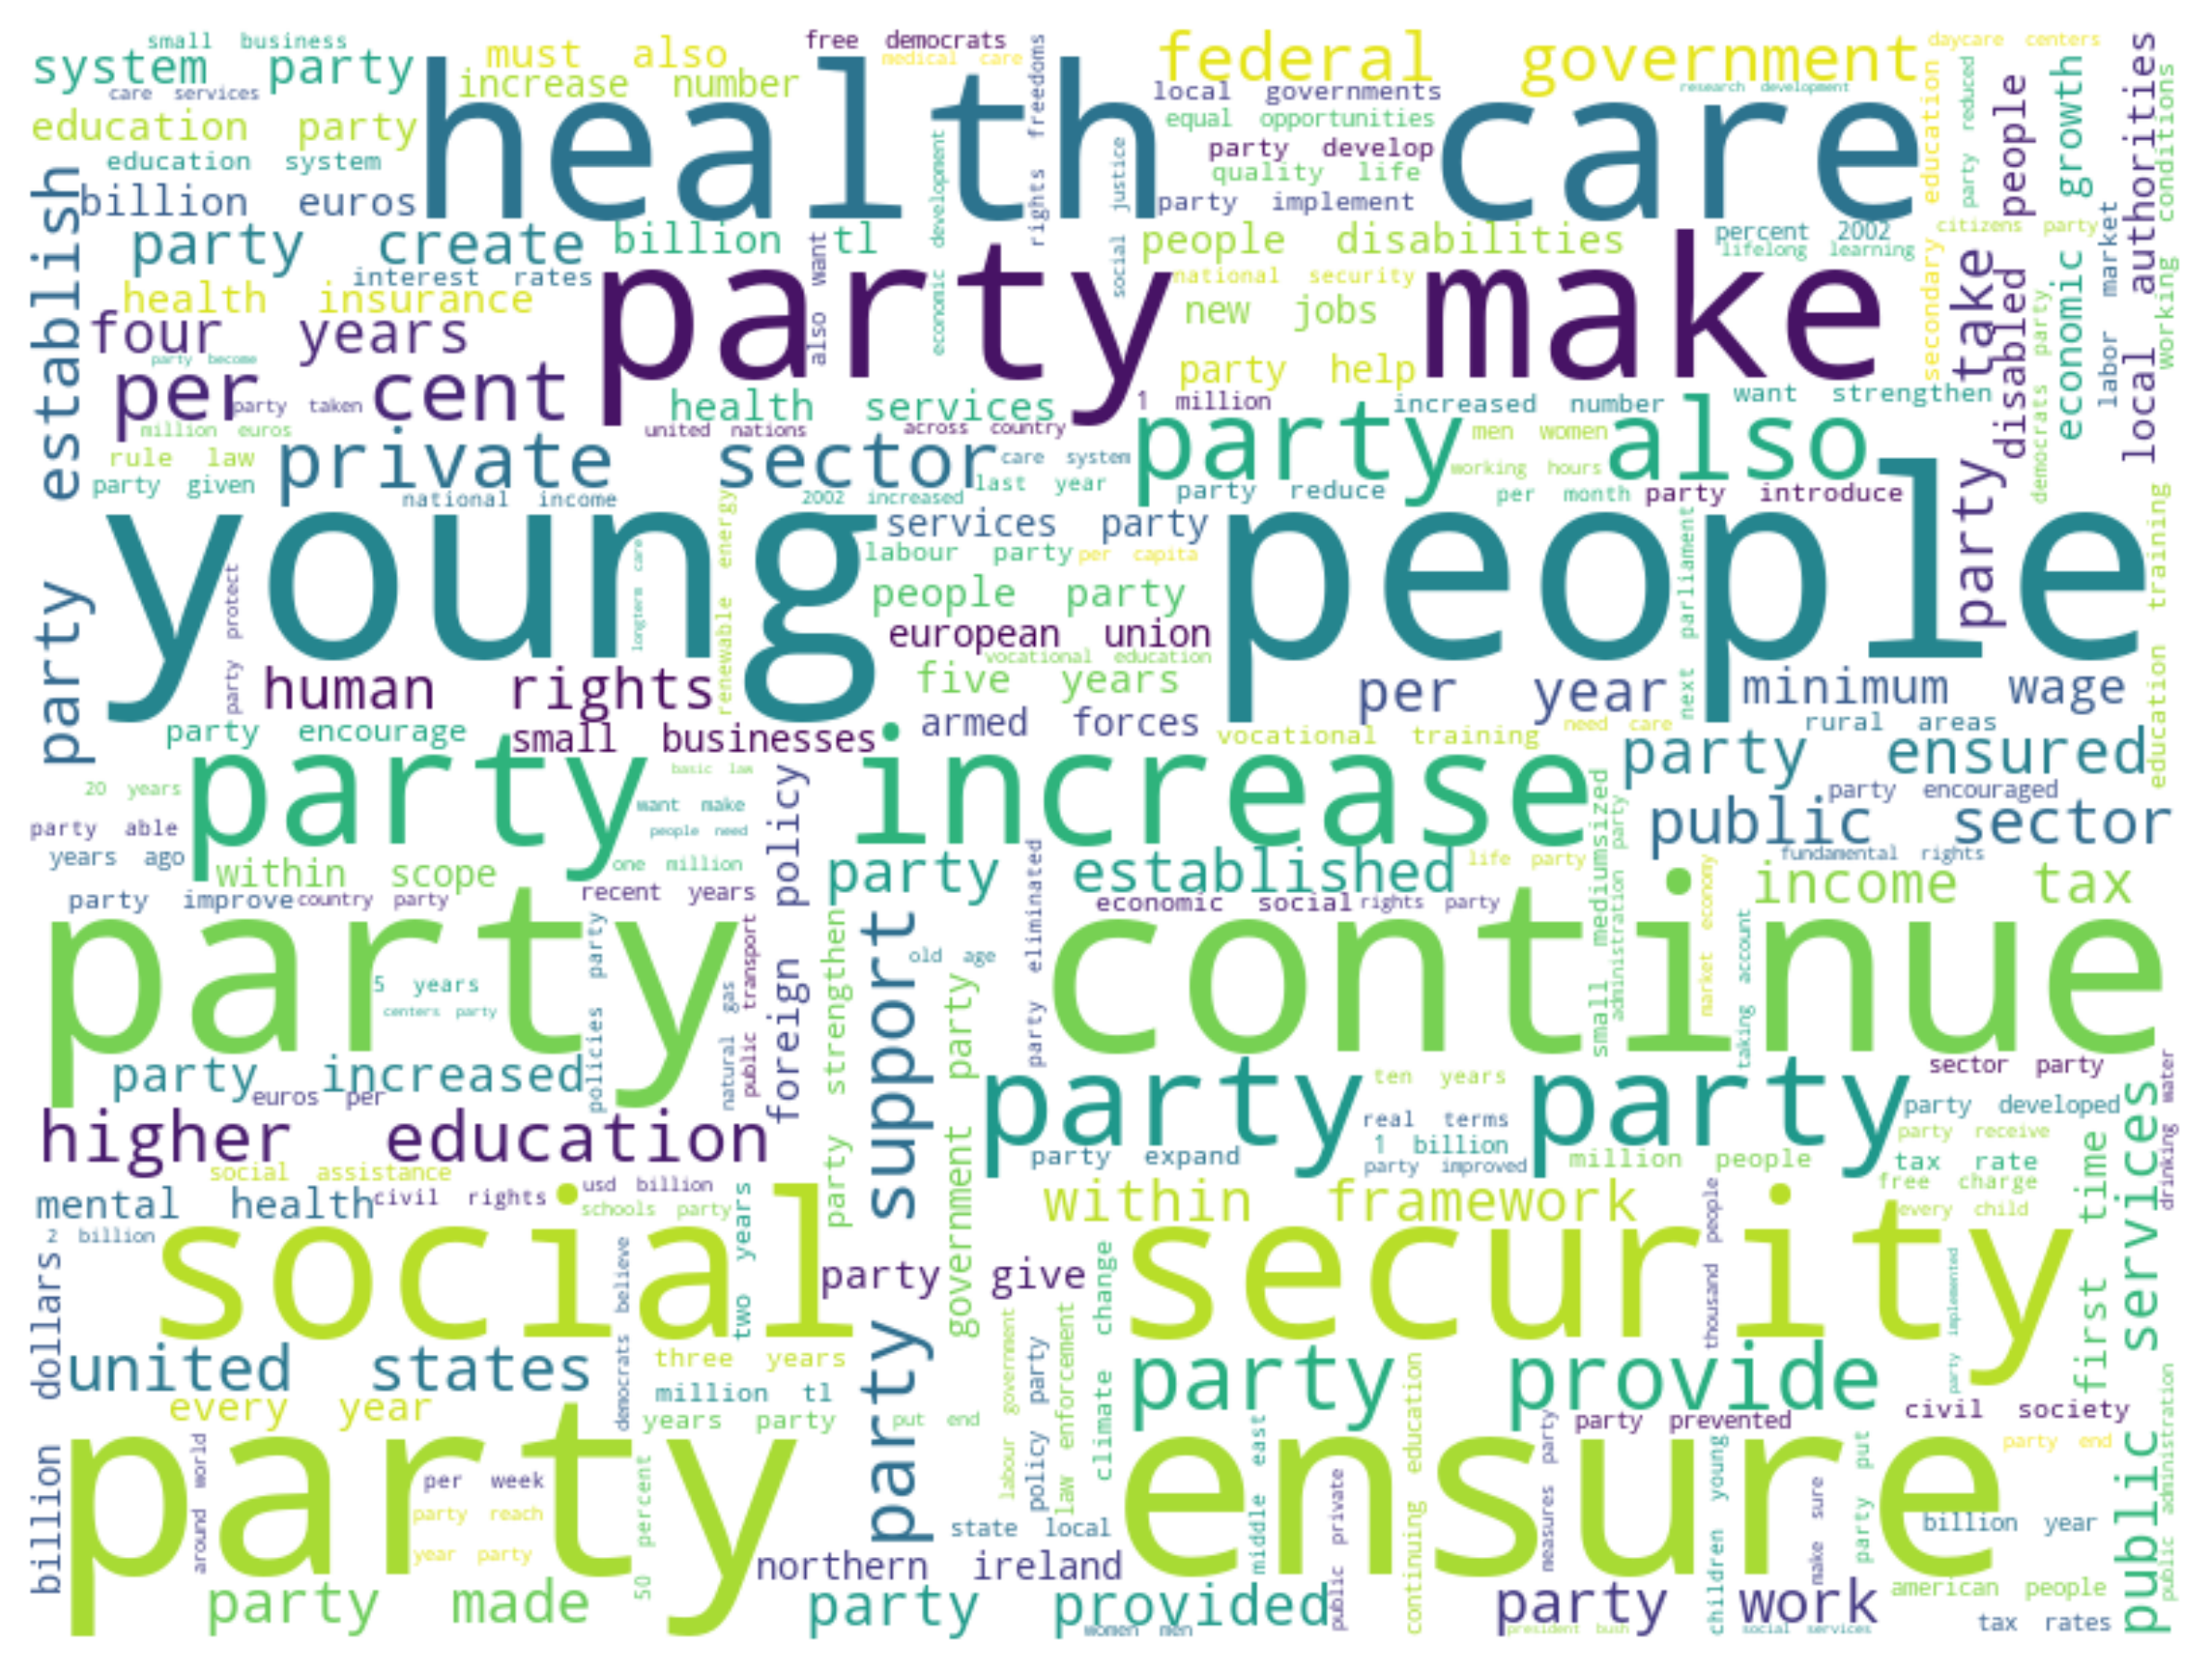 small business
must also
free democrats
medical care
federal government
daycare centers
system party
increase number
care services
health care
local governments
research development
education party
equal opportunities
education system
party develop
quality life
billion euros
party implement
rights freedoms
economic development
social justice
secondary education
party reduced
disabled people
economic growth
local authorities
working conditions
labor market
party establish
party create
billion tl
people disabilities
percent 2002
lifelong learning
citizens party
interest rates
also want
national security
health insurance
party make
new jobs
four years
party become
party help
party take
democrats party
per cent
party taken
health services
1 million
increased number
want strengthen
million euros
united nations
across country
party also
men women
rule law
private sector
care system
working hours
party given
national income
2002 increased
last year
party reduce
per month
party introduce
young people
services party
renewable energy
labour party
per capita
next parliament
education training
longterm care
party protect
people party
european union
vocational education
human rights
five years
per year
minimum wage
party encourage
small businesses
armed forces
vocational training
need care
rural areas
party increase
basic law
party ensured
20 years
want make
foreign policy
small mediumsized
administration party
party encouraged
party able
people need
public sector
years ago
one million
within scope
party established
life party
fundamental rights
party improve
country party
recent years
party eliminated
economic social
rights party
income tax
party continue
market economy
taking account
policies party
public transport
natural gas
party strengthen
party support
old age
5 years
centers party
government party
party increased
euros per
party party
ten years
sector party
drinking water
higher education
real terms
1 billion
party developed
party receive
party expand
party improved
million people
tax rate
first time
public services
social assistance
mental health
civil rights
usd billion
schools party
within framework
free charge
every child
thousand people
2 billion
social security
two years
democrats believe
billion dollars
party give
climate change
party implemented
united states
three years
party provide
million tl
labour government
law enforcement
policy party
every year
years party
put end
party prevented
civil society
party ensure
party end
around world
per week
50 percent
middle east
continuing education
measures party
children young
make sure
party put
public administration
party reach
state local
public private
billion year
year party
northern ireland
party made
party provided
women men
party work
american people
president bush
social services
tax rates